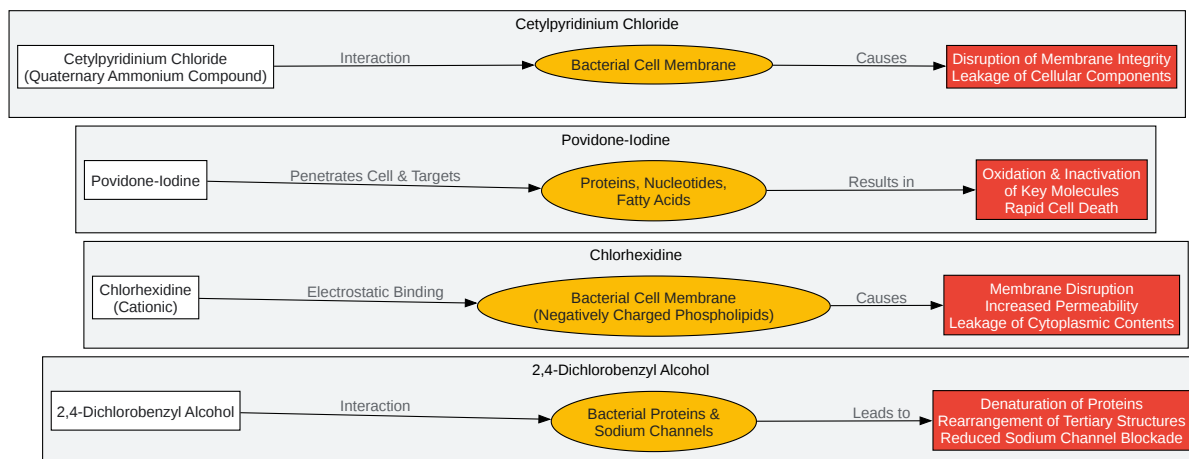 Cetylpyridinium Chloride
Cetylpyridinium Chloride
(Quaternary Ammonium Compound)
Interaction
Bacterial Cell Membrane
Causes
Disruption of Membrane Integrity
Leakage of Cellular Components
Povidone-Iodine
Povidone-Iodine
Penetrates Cell & Targets
Proteins, Nucleotides,
Fatty Acids
Results in
Oxidation & Inactivation
of Key Molecules
Rapid Cell Death
Chlorhexidine
Chlorhexidine
(Cationic)
Electrostatic Binding
Bacterial Cell Membrane
(Negatively Charged Phospholipids)
Causes
Membrane Disruption
Increased Permeability
Leakage of Cytoplasmic Contents
2,4-Dichlorobenzyl Alcohol
2,4-Dichlorobenzyl Alcohol
Interaction
Bacterial Proteins &
Sodium Channels
Leads to
Denaturation of Proteins
Rearrangement of Tertiary Structures
Reduced Sodium Channel Blockade